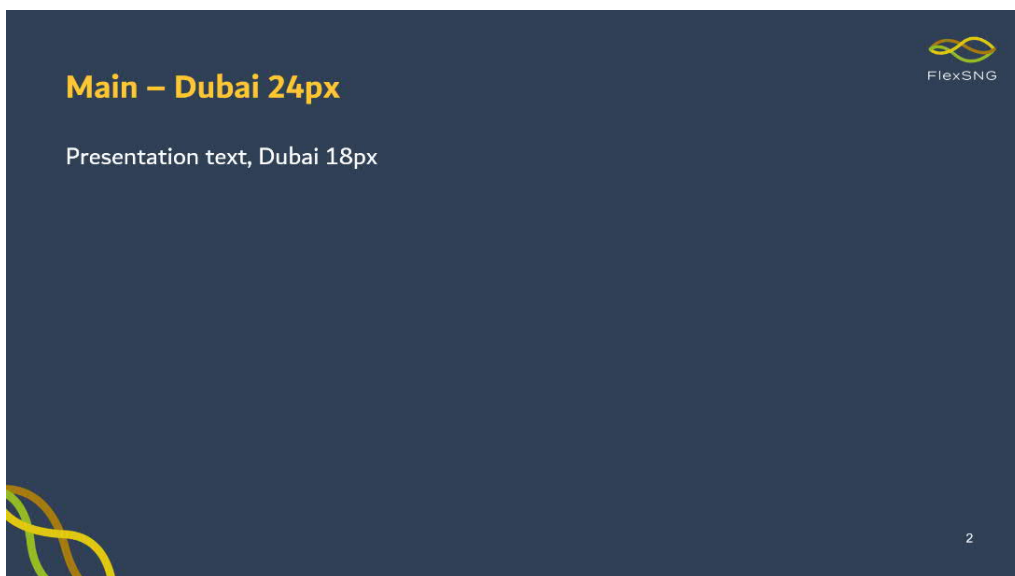 FlexSNG
Main – Dubai 24px
Presentation text, Dubai 18px
2